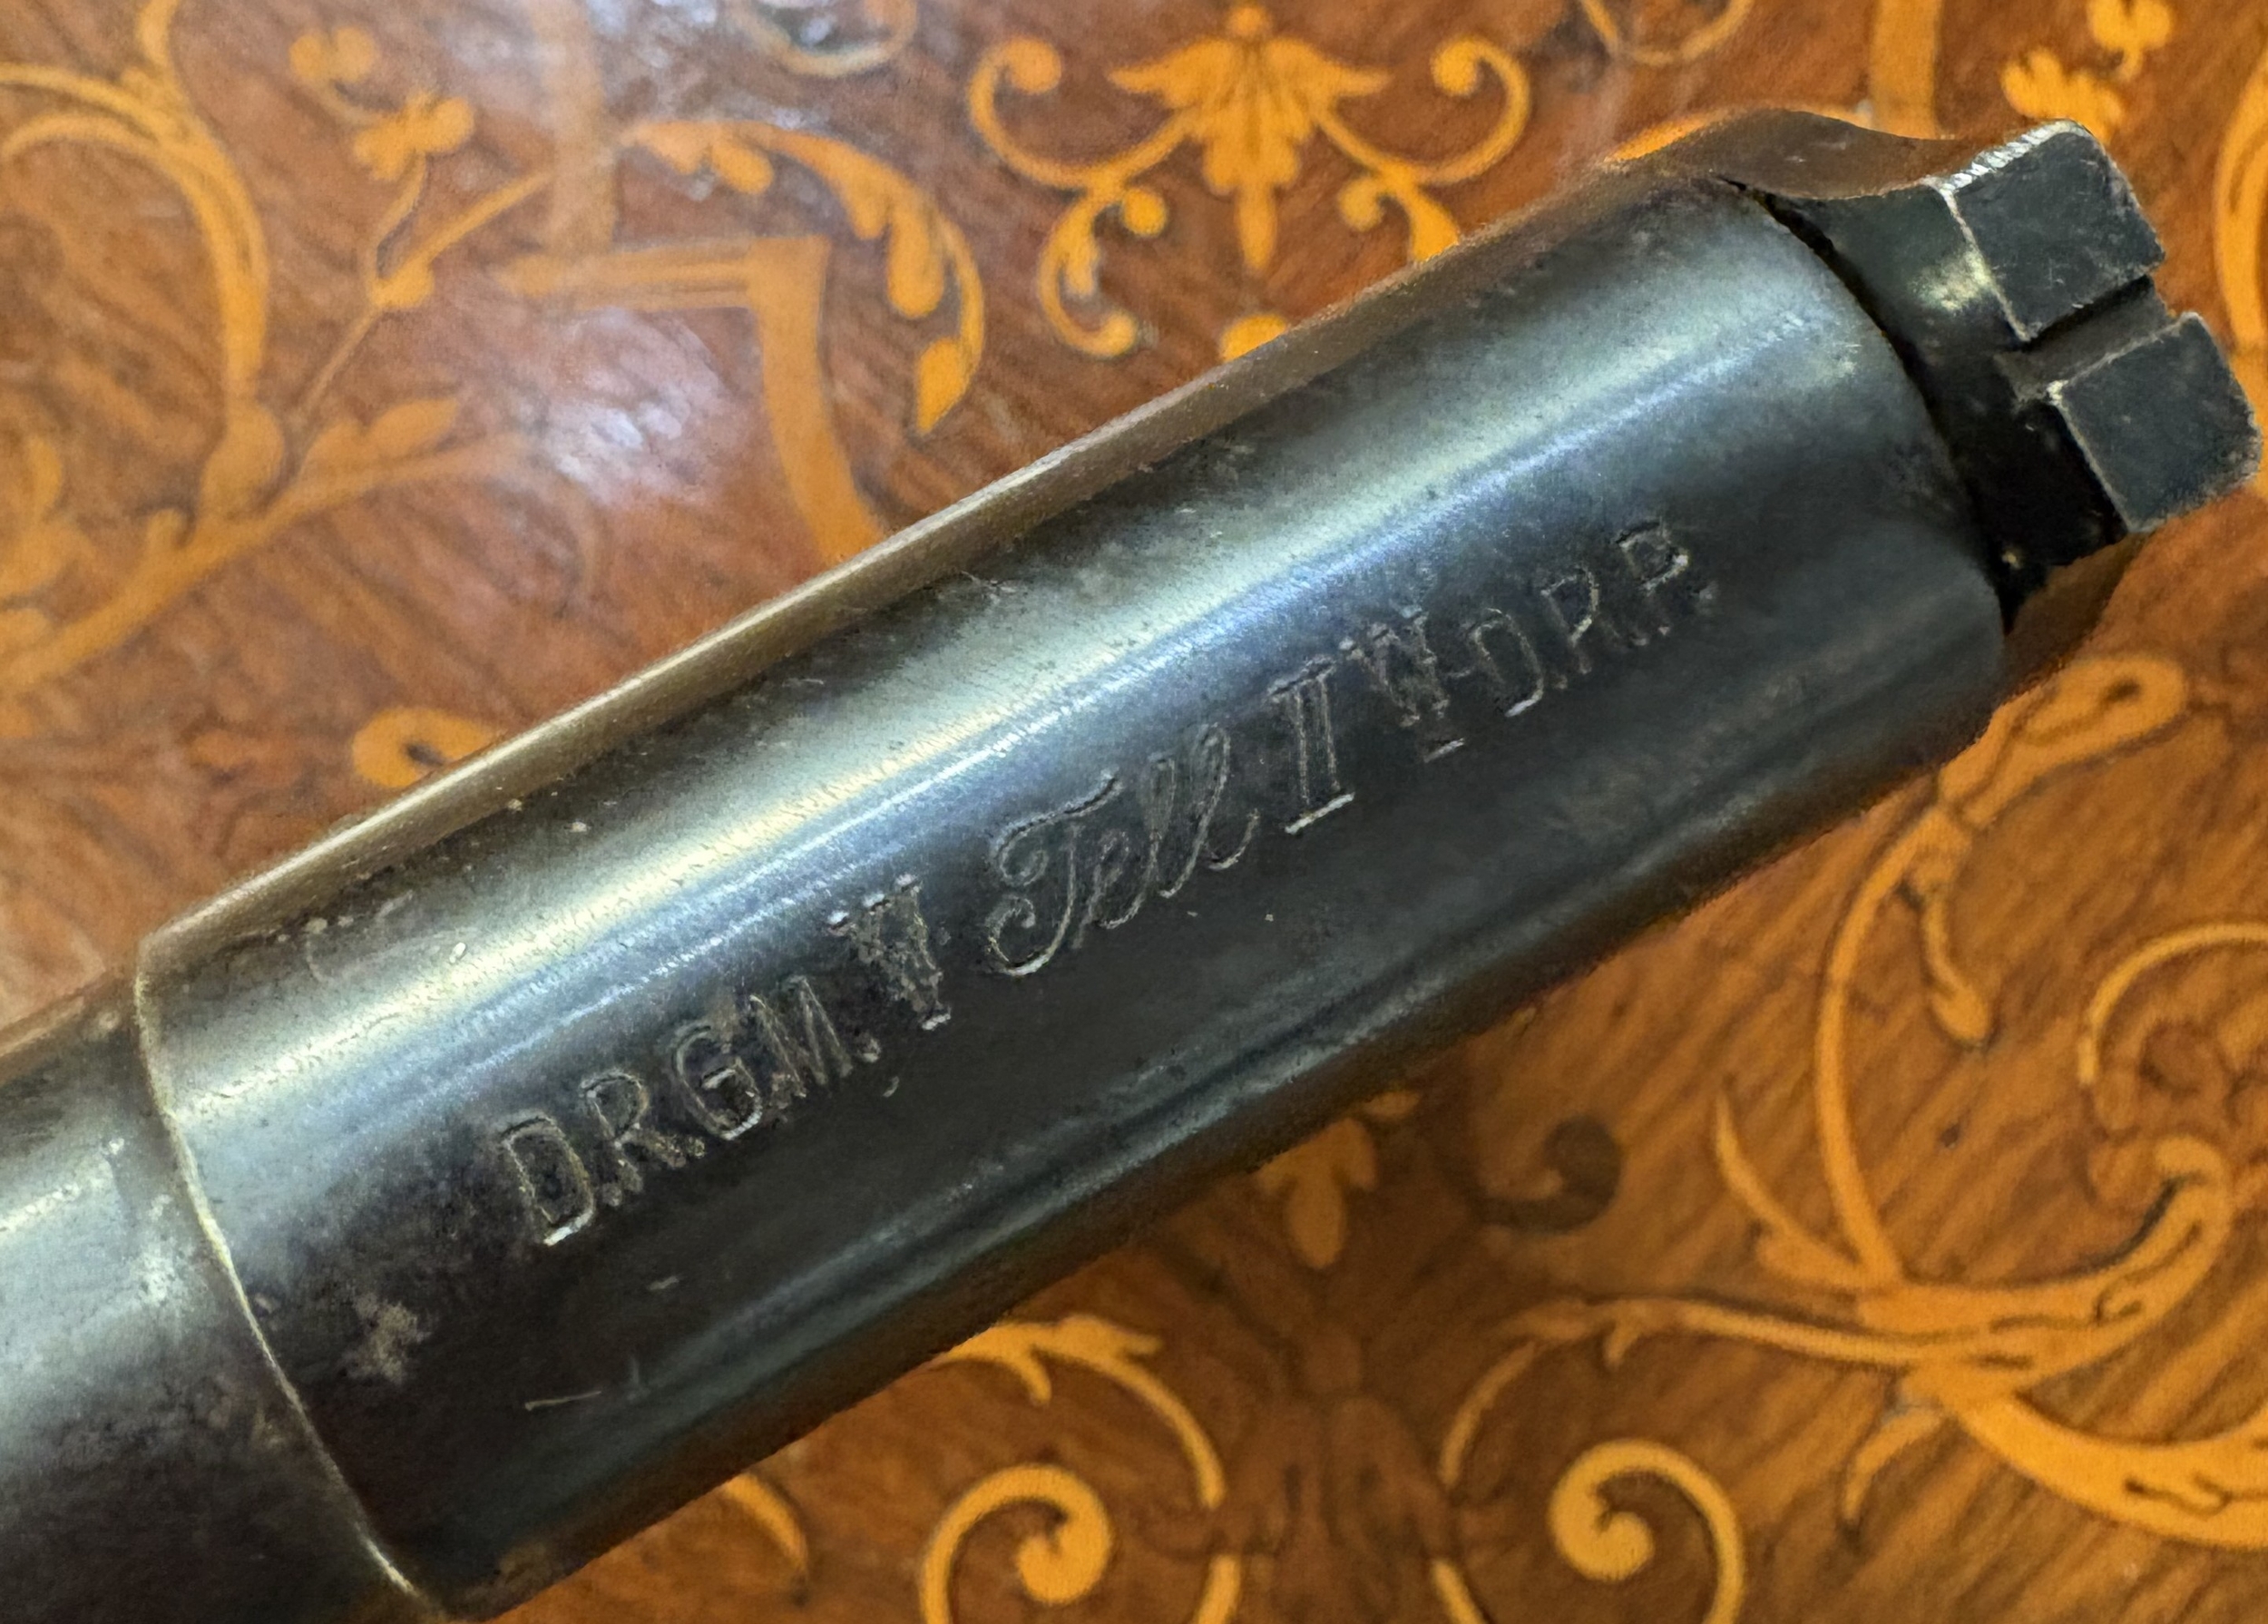 D.R.G.M. W Tell II W D.R.P.